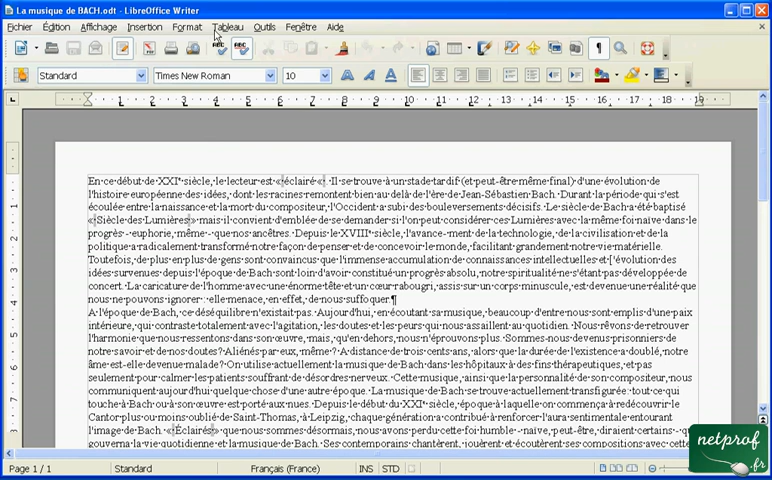 La musique de BACH.odt - LibreOffice Writer
Fichier Édition Affichage Insertion Format Tableau Outils Fenêtre Aide
Standard Times New Roman 10
1 2 3 4 5 6 7 8 9 10 11 12 13 14 15 16 17 18 19
En ce début de XXIe siècle, le lecteur est « éclairé «. Il se trouve à un stade tardif (et peut-être même final) d'une évolution de
l'histoire européenne des idées, dont les racines remontent bien au delà de l'ère de Jean-Sébastien Bach. Durant la période qui s'est
écoulée entre la naissance et la mort du compositeur, l'Occident a subi des bouleversements décisifs. Le siècle de Bach a été baptisé
« Siècle des Lumières » mais il convient d'emblée de se demander si l'on peut considérer ces Lumières avec la même foi naïve dans le
progrès - euphorie, même - que nos ancêtres. Depuis le XVIIIe siècle, l'avance-ment de la technologie, de la civilisation et de la
politique a radicalement transformé notre façon de penser et de concevoir le monde, facilitant grandement notre vie matérielle.
Toutefois, de plus en plus de gens sont convaincus que l'immense accumulation de connaissances intellectuelles et ['évolution des
idées survenues depuis l'époque de Bach sont loin d'avoir constitué un progrès absolu, notre spiritualité ne s'étant pas développée de
concert. La caricature de l'homme avec une énorme tête et un cœur rabougri, assis sur un corps minuscule, est devenue une réalité que
nous ne pouvons ignorer : elle menace, en effet, de nous suffoquer.¶
A l'époque de Bach, ce déséquilibre n'existait pas. Aujourd'hui, en écoutant sa musique, beaucoup d'entre nous sont emplis d'une paix
intérieure, qui contraste totalement avec l'agitation, les doutes et les peurs qui nous assaillent au quotidien. Nous rêvons de retrouver
l'harmonie que nous ressentons dans son œuvre, mais, qu'en dehors, nous n'éprouvons plus. Sommes-nous devenus prisonniers de
notre savoir et de nos doutes? Aliénés par eux, même? A distance de trois cents ans, alors que la durée de l'existence a doublé, notre
âme est-elle devenue malade? On utilise actuellement la musique de Bach dans les hôpitaux à des fins thérapeutiques, et pas
seulement pour calmer les patients souffrant de désordres nerveux. Cette musique, ainsi que la personnalité de son compositeur, nous
communiquent aujourd'hui quelque chose d'une autre époque. La musique de Bach se trouve actuellement transfigurée : tout ce qui
touche à Bach ou à son époque est porté aux nues. Depuis le début du XXIe siècle, époque à laquelle on commença à redécouvrir le
Cantor plus ou moins oublié de Saint-Thomas, à Leipzig, chaque génération a contribué à renforcer l'aura sentimentale entourant
l'image de Bach. « Éclairés » que nous sommes désormais, nous avons perdu cette foi humble - naïve, peut-être, diraient certains - qui
gouverna la vie quotidienne et la musique de Bach. Ses contemporains chantèrent, jouèrent et écoutèrent ses compositions avec cette
Page 1 / 1 Standard Français (France) INS STD
netprof
.fr